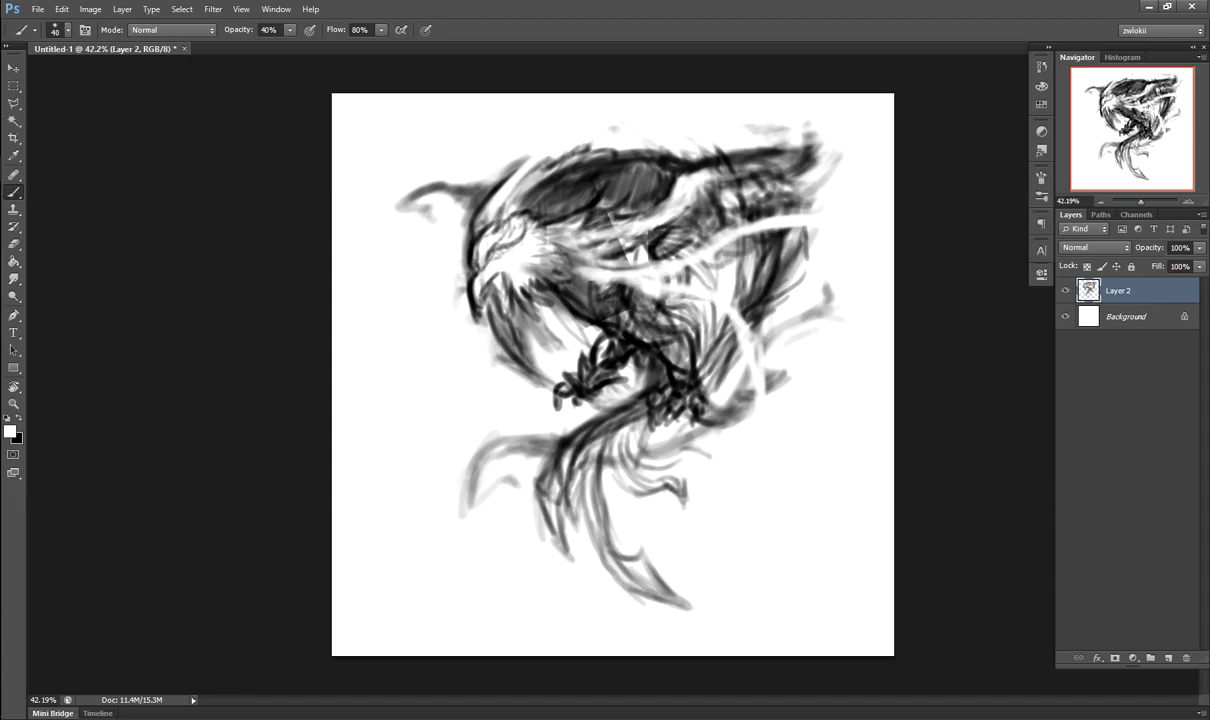 Ps File Edit Image Layer Type Select Filter View Window Help
40 Mode: Normal Opacity: 40% Flow: 80% zwlokii
Untitled-1 @ 42.2% (Layer 2, RGB/8) * ×
Navigator Histogram
42.19%
Layers Paths Channels
Kind
Normal Opacity: 100%
Lock: Fill: 100%
Layer 2
Background
fx
42.19% Doc: 11.4M/15.3M
Mini Bridge Timeline